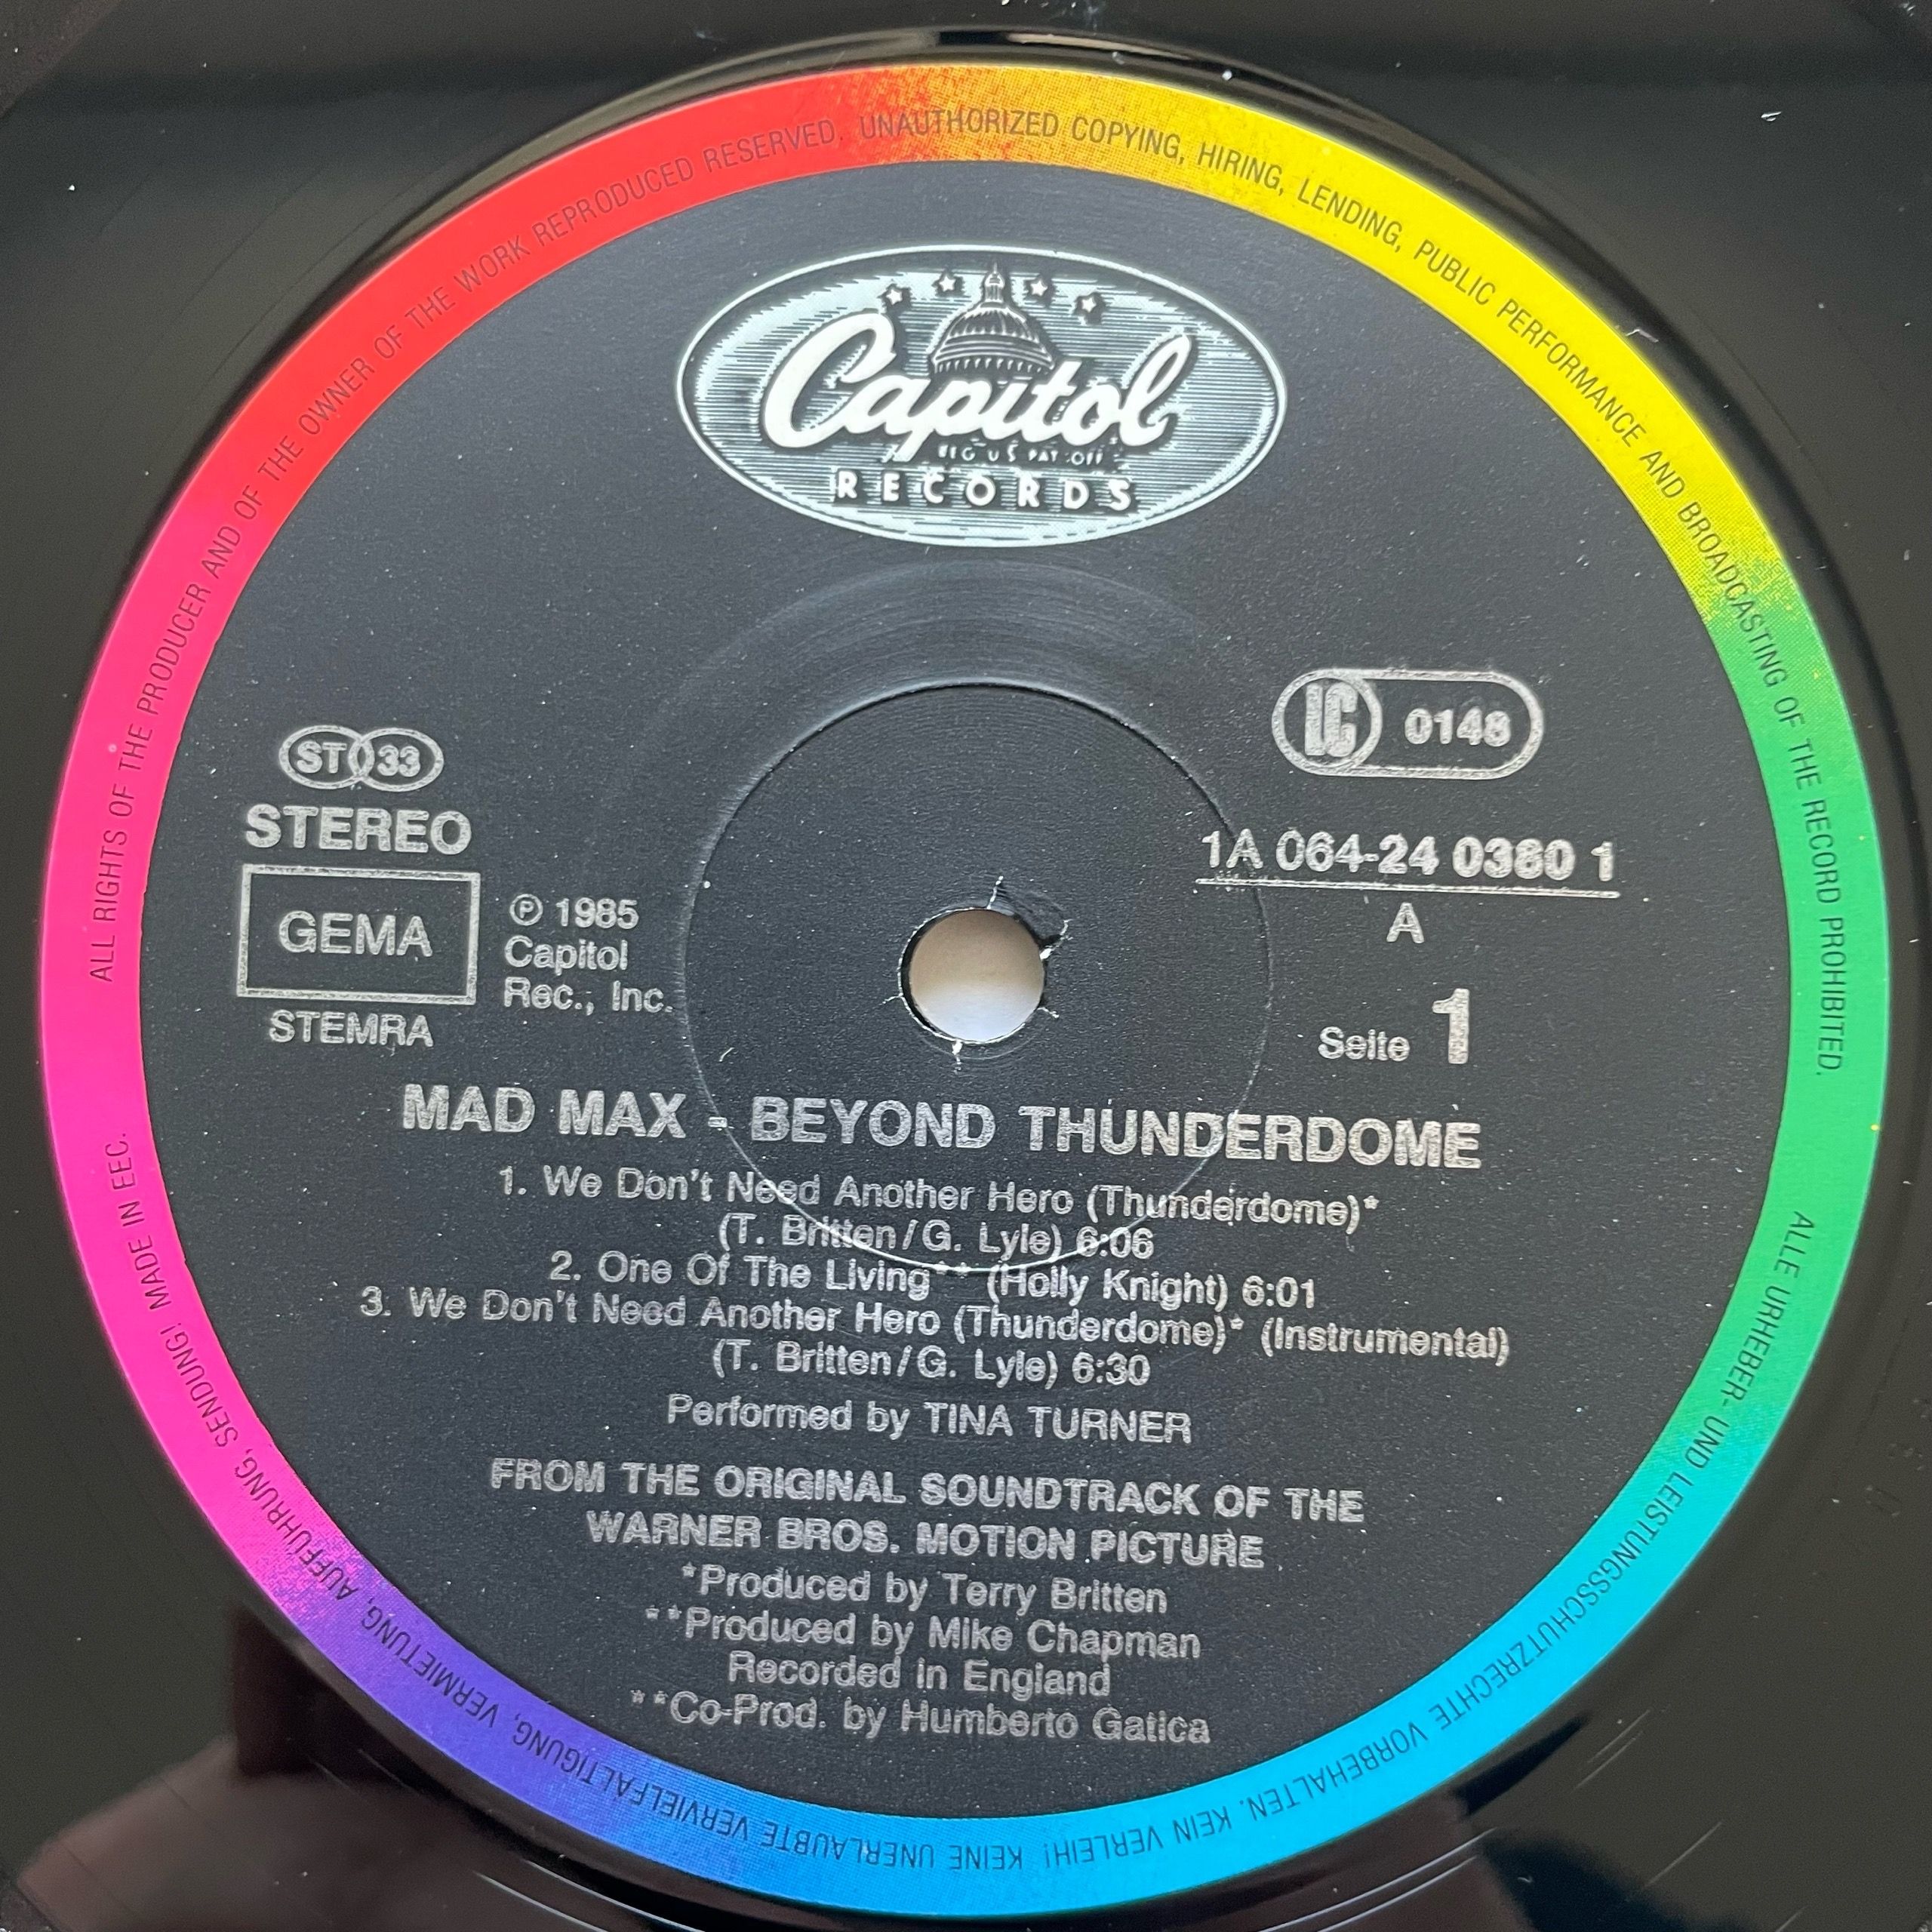 ALL RIGHTS OF THE PRODUCER AND OF THE OWNER OF THE WORK REPRODUCED RESERVED. UNAUTHORIZED COPYING, HIRING, LENDING, PUBLIC PERFORMANCE AND BROADCASTING OF THE RECORD PROHIBITED.
Capitol
REG US PAT OFF
RECORDS
LC 0148
ST 33
STEREO
GEMA
STEMRA
℗ 1985
Capitol
Rec., Inc.
1A 064-24 0380 1
A
Seite 1
MAD MAX - BEYOND THUNDERDOME
1. We Don't Need Another Hero (Thunderdome)*
(T. Britten/G. Lyle) 6:06
2. One Of The Living** (Holly Knight) 6:01
3. We Don't Need Another Hero (Thunderdome)* (Instrumental)
(T. Britten/G. Lyle) 6:30
Performed by TINA TURNER
FROM THE ORIGINAL SOUNDTRACK OF THE
WARNER BROS. MOTION PICTURE
*Produced by Terry Britten
**Produced by Mike Chapman
Recorded in England
**Co-Prod. by Humberto Gatica
ALLE URHEBER- UND LEISTUNGSSCHUTZRECHTE VORBEHALTEN. KEIN VERLEIH! KEINE UNERLAUBTE VERVIELFÄLTIGUNG, VERMIETUNG, AUFFÜHRUNG, SENDUNG! MADE IN EEC.